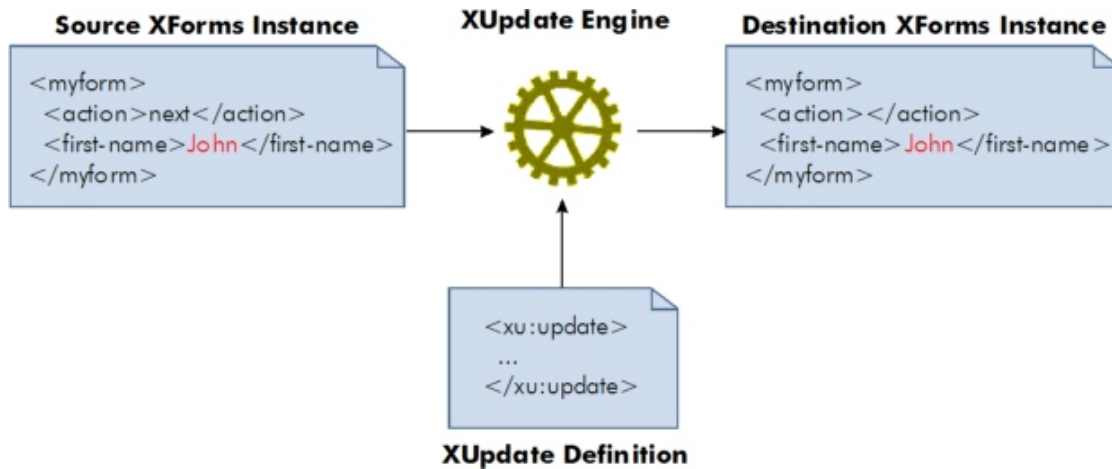 Source XForms Instance
<myform>
<action>next</action>
<first-name>John</first-name>
</myform>
XUpdate Engine
Destination XForms Instance
<myform>
<action></action>
<first-name>John</first-name>
</myform>
<xu:update>
...
</xu:update>
XUpdate Definition